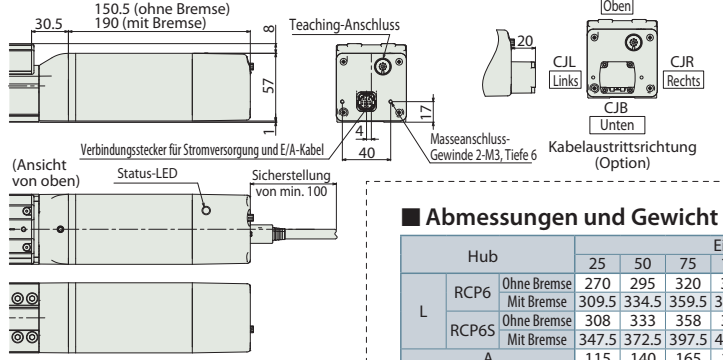 150.5 (ohne Bremse)
190 (mit Bremse)
30.5
8
57
1
Teaching-Anschluss
4
40
17
Verbindungsstecker für Stromversorgung und E/A-Kabel
Masseanschluss-
Gewinde 2-M3, Tiefe 6
20
Oben
CJL
Links
CJR
Rechts
CJB
Unten
Kabelaustrittsrichtung
(Option)
(Ansicht
von oben)
Status-LED
Sicherstellung
von min. 100
■ Abmessungen und Gewicht
Hub
25 50 75
L
RCP6 Ohne Bremse 270 295 320
Mit Bremse 309.5 334.5 359.5
RCP6S Ohne Bremse 308 333 358
Mit Bremse 347.5 372.5 397.5
A 115 140 165